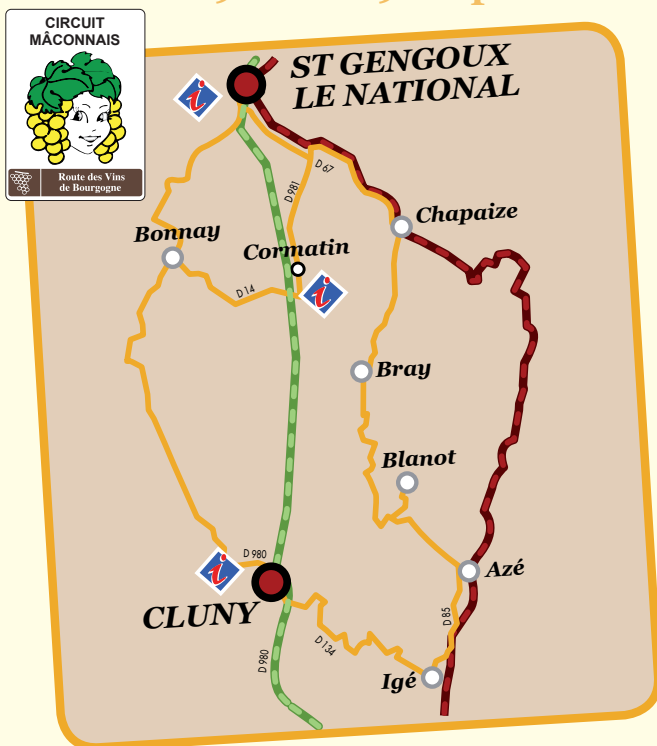 CIRCUIT
MÂCONNAIS
Route des Vins
de Bourgogne
ST GENGOUX
LE NATIONAL
i
D 67
D 981
Chapaize
Bonnay
Cormatin
D 14
i
Bray
Blanot
D 980
i
Azé
CLUNY
D 85
D 134
D 980
Igé